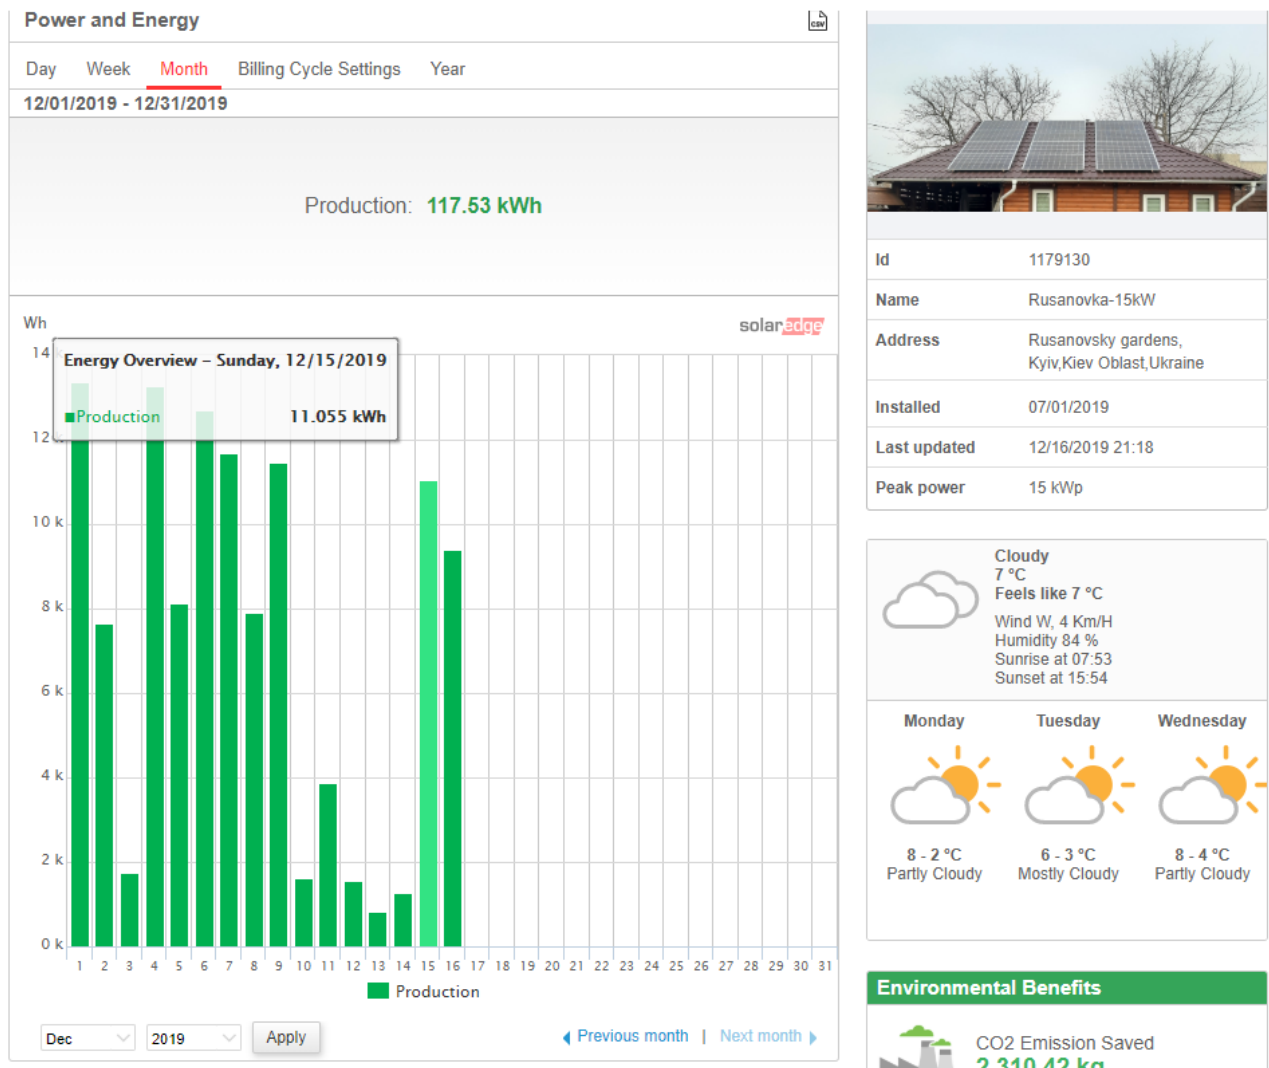 Power and Energy
CSV
Day Week Month Billing Cycle Settings Year
12/01/2019 - 12/31/2019
Production: 117.53 kWh
Wh
solaredge
Energy Overview – Sunday, 12/15/2019
Production 11.055 kWh
14
12
10 k
8 k
6 k
4 k
2 k
0 k
1 2 3 4 5 6 7 8 9 10 11 12 13 14 15 16 17 18 19 20 21 22 23 24 25 26 27 28 29 30 31
Production
Dec 2019 Apply Previous month | Next month
Id 1179130
Name Rusanovka-15kW
Address Rusanovsky gardens,
Kyiv,Kiev Oblast,Ukraine
Installed 07/01/2019
Last updated 12/16/2019 21:18
Peak power 15 kWp
Cloudy
7 °C
Feels like 7 °C
Wind W, 4 Km/H
Humidity 84 %
Sunrise at 07:53
Sunset at 15:54
Monday Tuesday Wednesday
8 - 2 °C 6 - 3 °C 8 - 4 °C
Partly Cloudy Mostly Cloudy Partly Cloudy
Environmental Benefits
CO2 Emission Saved
2,310.42 kg